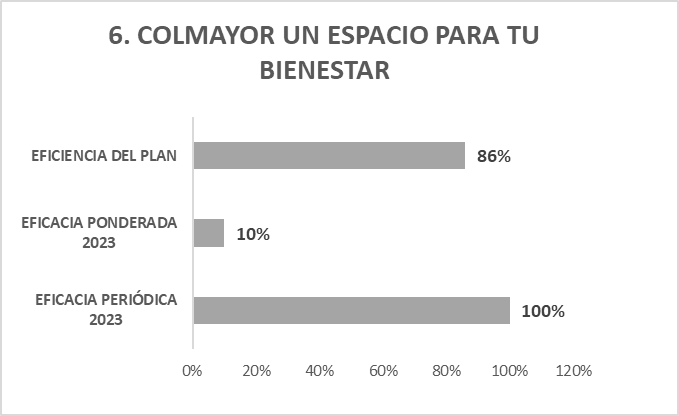 6. COLMAYOR UN ESPACIO PARA TU
BIENESTAR
EFICIENCIA DEL PLAN
86%
EFICACIA PONDERADA
2023
10%
EFICACIA PERIÓDICA
2023
100%
0% 20% 40% 60% 80% 100% 120%